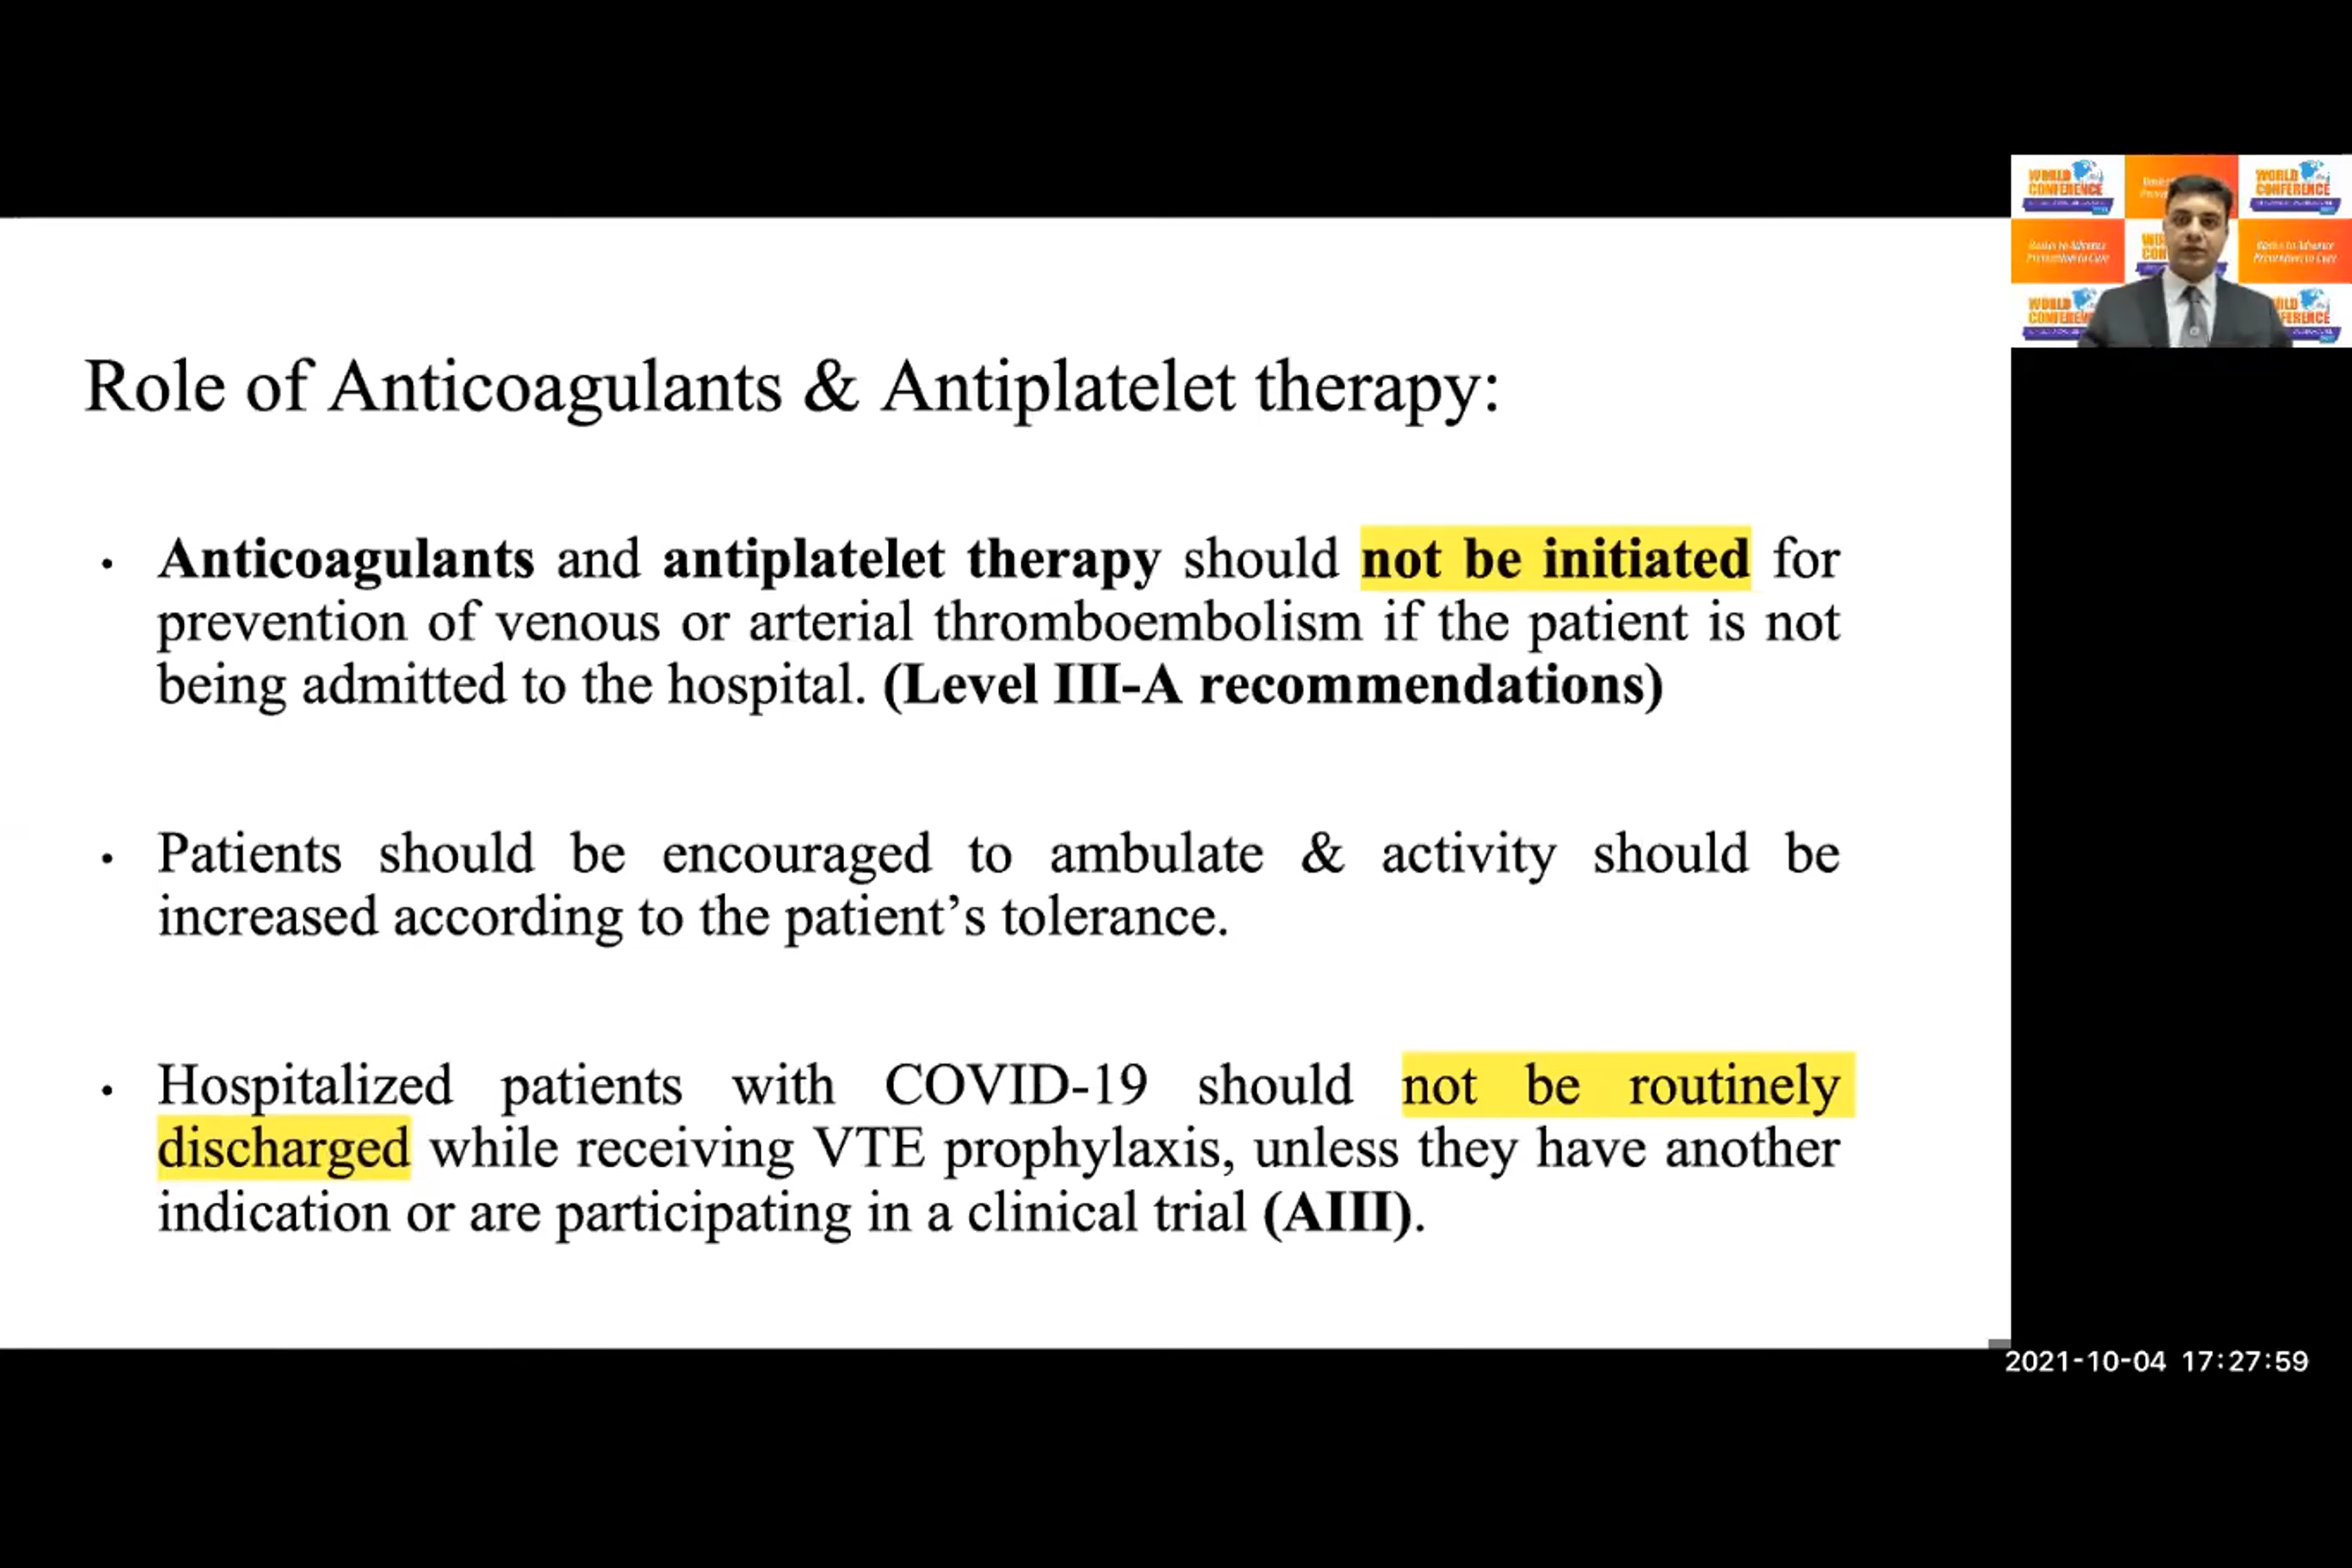 WORLD
CONFERENCE
WORLD
CONFERENCE
WORLD
WORLD
Role of Anticoagulants & Antiplatelet therapy:
• Anticoagulants and antiplatelet therapy should not be initiated for
prevention of venous or arterial thromboembolism if the patient is not
being admitted to the hospital. (Level III-A recommendations)
• Patients should be encouraged to ambulate & activity should be
increased according to the patient’s tolerance.
• Hospitalized patients with COVID-19 should not be routinely
discharged while receiving VTE prophylaxis, unless they have another
indication or are participating in a clinical trial (AIII).
2021-10-04 17:27:59